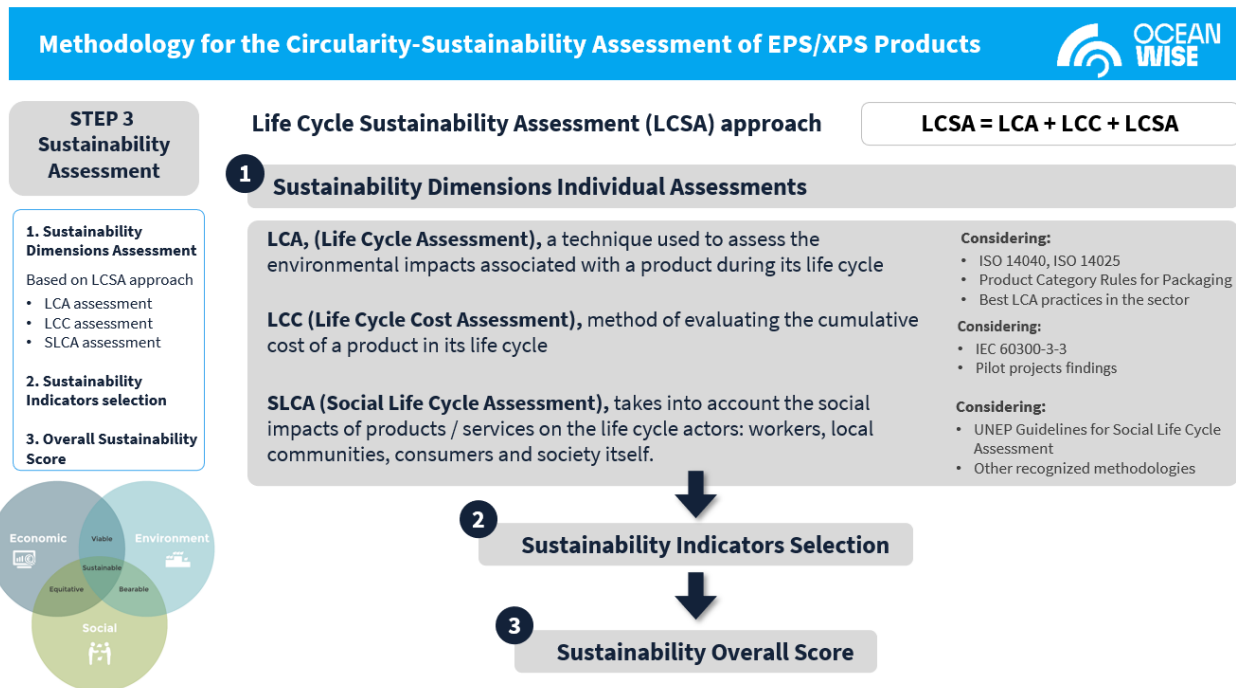 Methodology for the Circularity-Sustainability Assessment of EPS/XPS Products
OCEAN
WISE
STEP 3
Sustainability
Assessment
1. Sustainability
Dimensions Assessment
Based on LCSA approach
• LCA assessment
• LCC assessment
• SLCA assessment
2. Sustainability
Indicators selection
3. Overall Sustainability
Score
Economic
Viable
Environment
Sustainable
Equitative
Bearable
Social
Life Cycle Sustainability Assessment (LCSA) approach
LCSA = LCA + LCC + LCSA
1
Sustainability Dimensions Individual Assessments
LCA, (Life Cycle Assessment), a technique used to assess the
environmental impacts associated with a product during its life cycle
Considering:
• ISO 14040, ISO 14025
• Product Category Rules for Packaging
• Best LCA practices in the sector
LCC (Life Cycle Cost Assessment), method of evaluating the cumulative
cost of a product in its life cycle
Considering:
• IEC 60300-3-3
• Pilot projects findings
SLCA (Social Life Cycle Assessment), takes into account the social
impacts of products / services on the life cycle actors: workers, local
communities, consumers and society itself.
Considering:
• UNEP Guidelines for Social Life Cycle
Assessment
• Other recognized methodologies
2
Sustainability Indicators Selection
3
Sustainability Overall Score